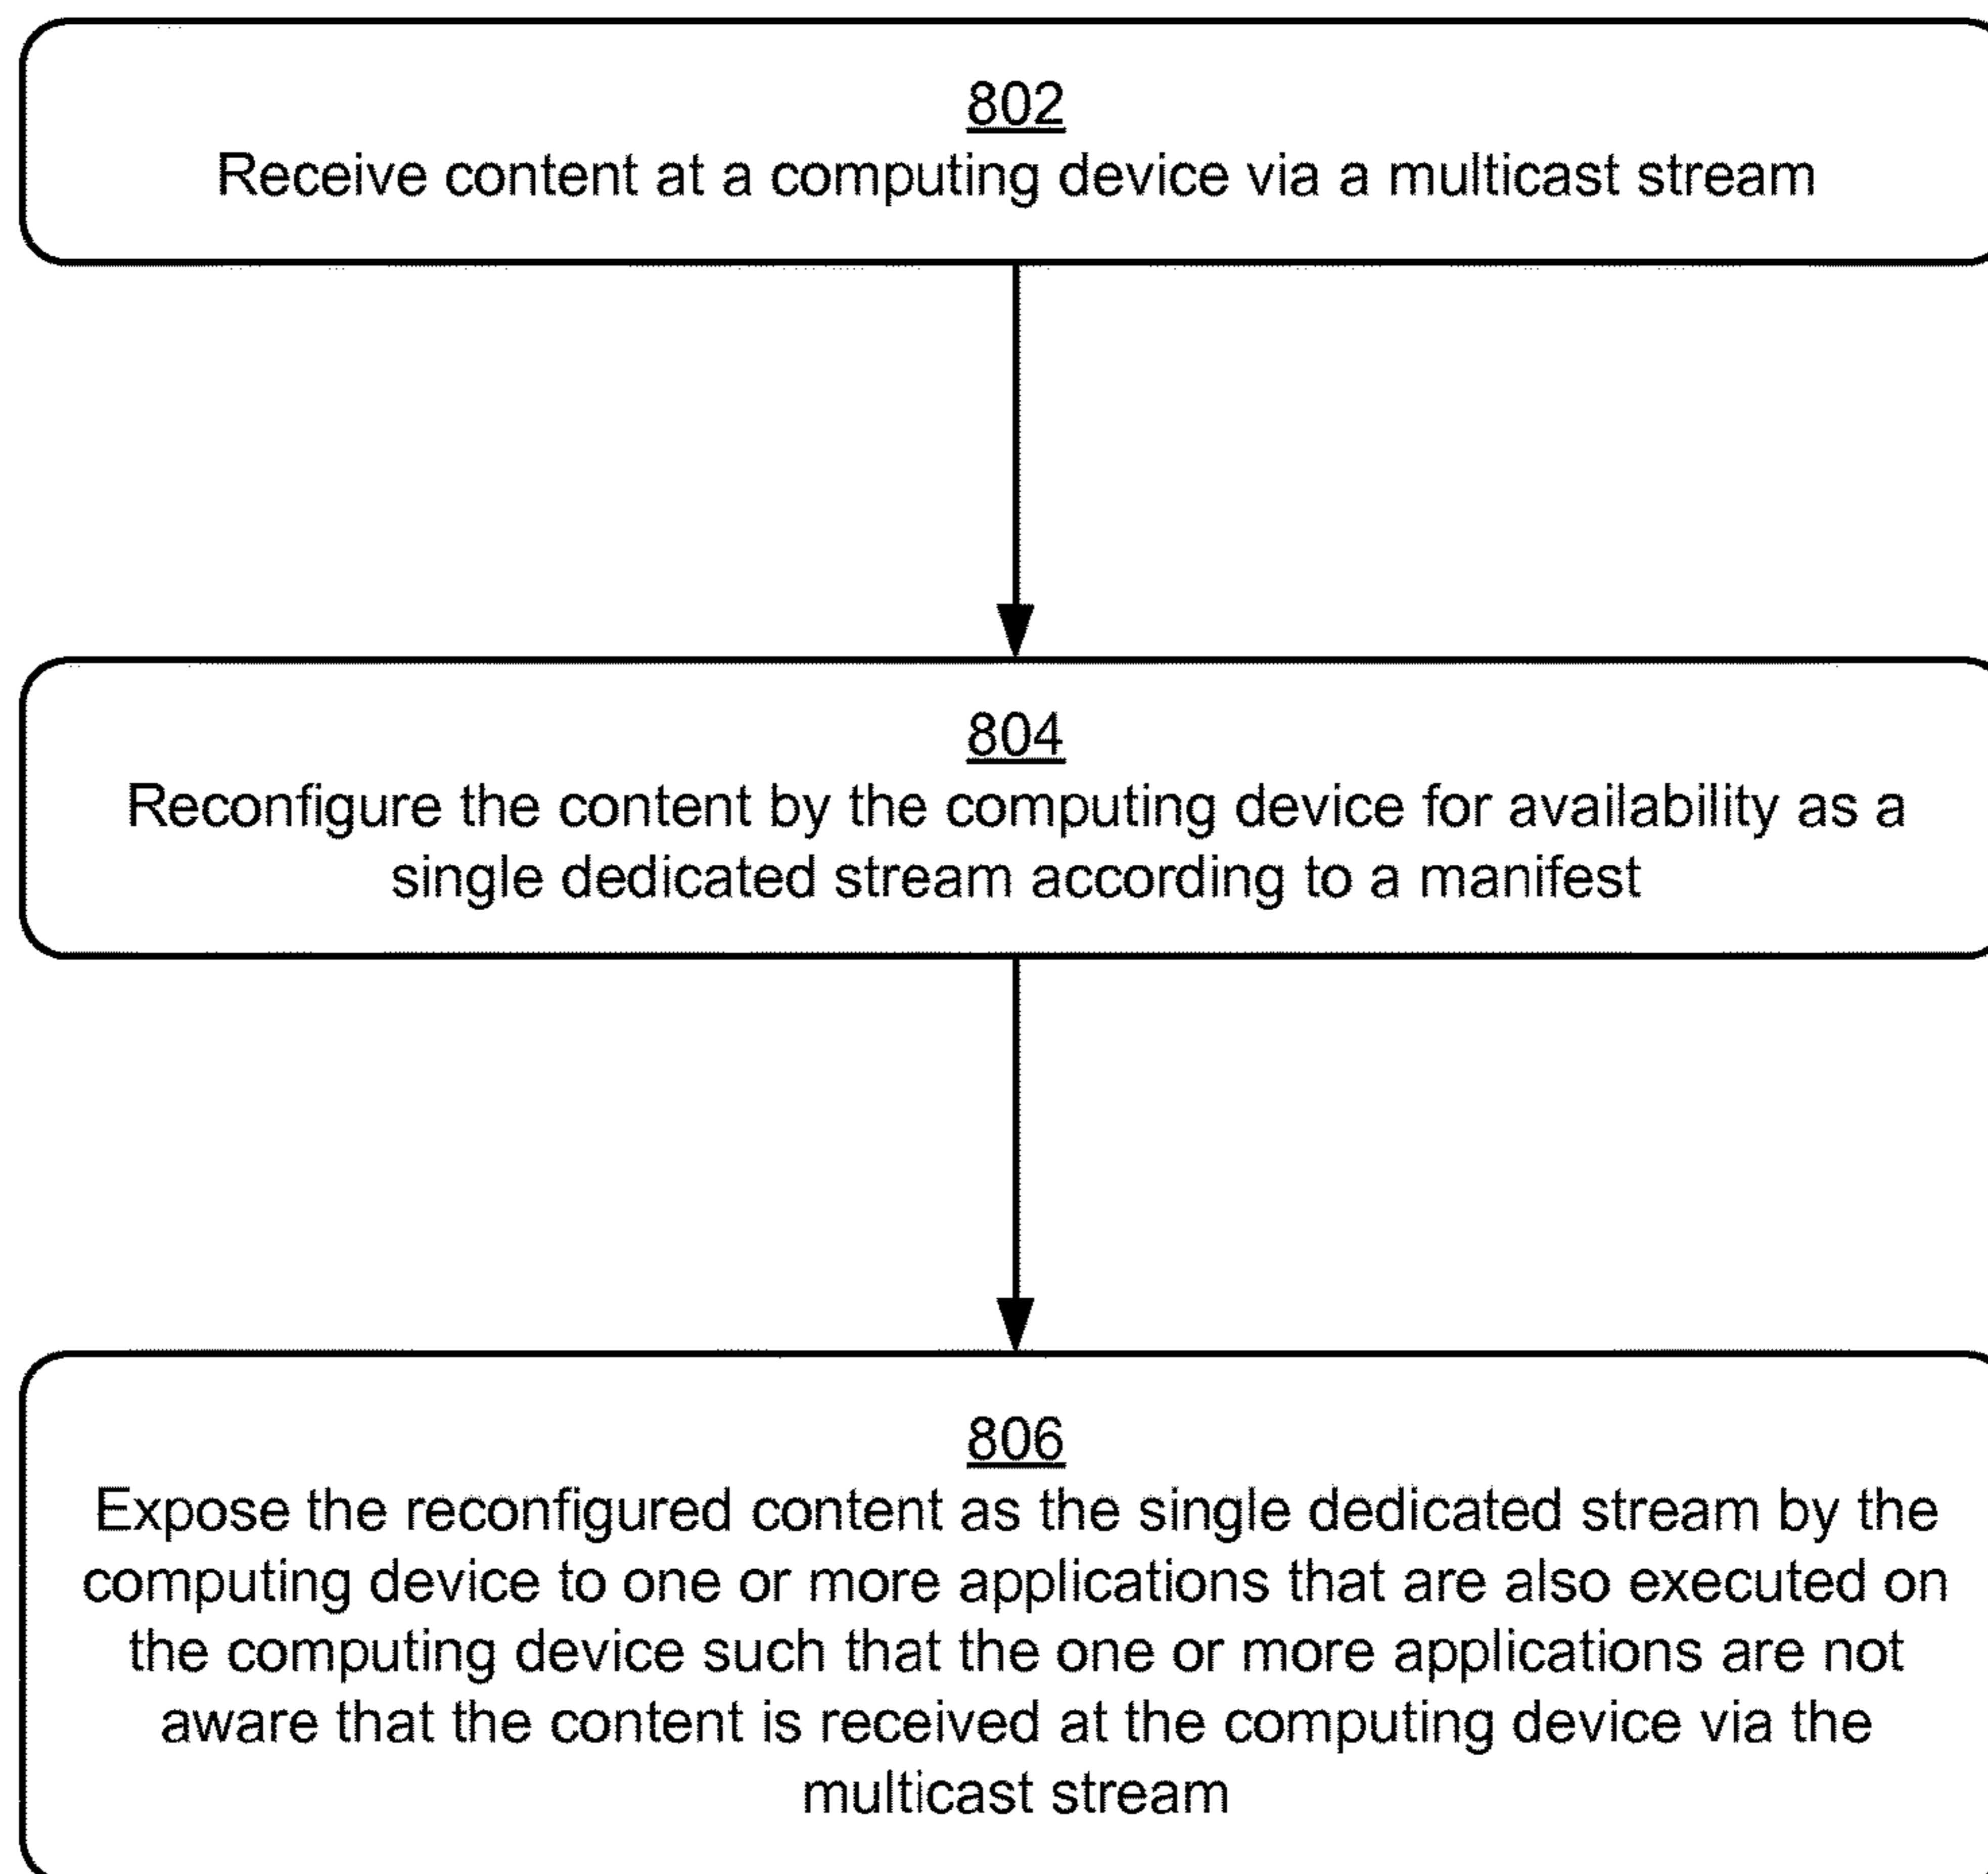 802
Receive content at a computing device via a multicast stream
804
Reconfigure the content by the computing device for availability as a
single dedicated stream according to a manifest
806
Expose the reconfigured content as the single dedicated stream by the
computing device to one or more applications that are also executed on
the computing device such that the one or more applications are not
aware that the content is received at the computing device via the
multicast stream